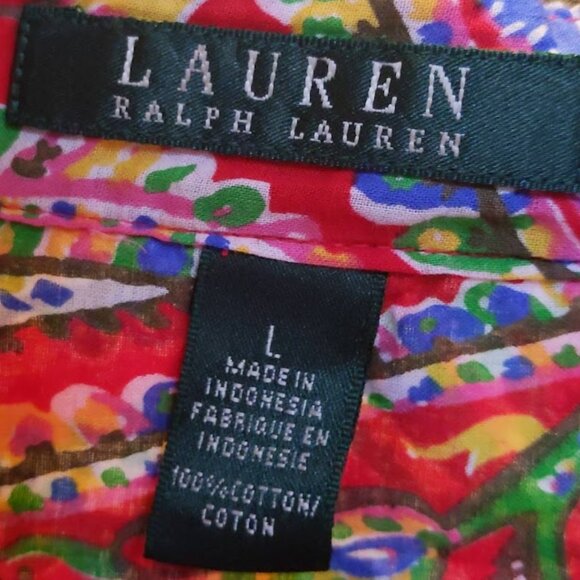 LAUREN
RALPH LAUREN
L
MADE IN
INDONESIA
FABRIQUE EN
INDONESIE
100% COTTON/
COTON